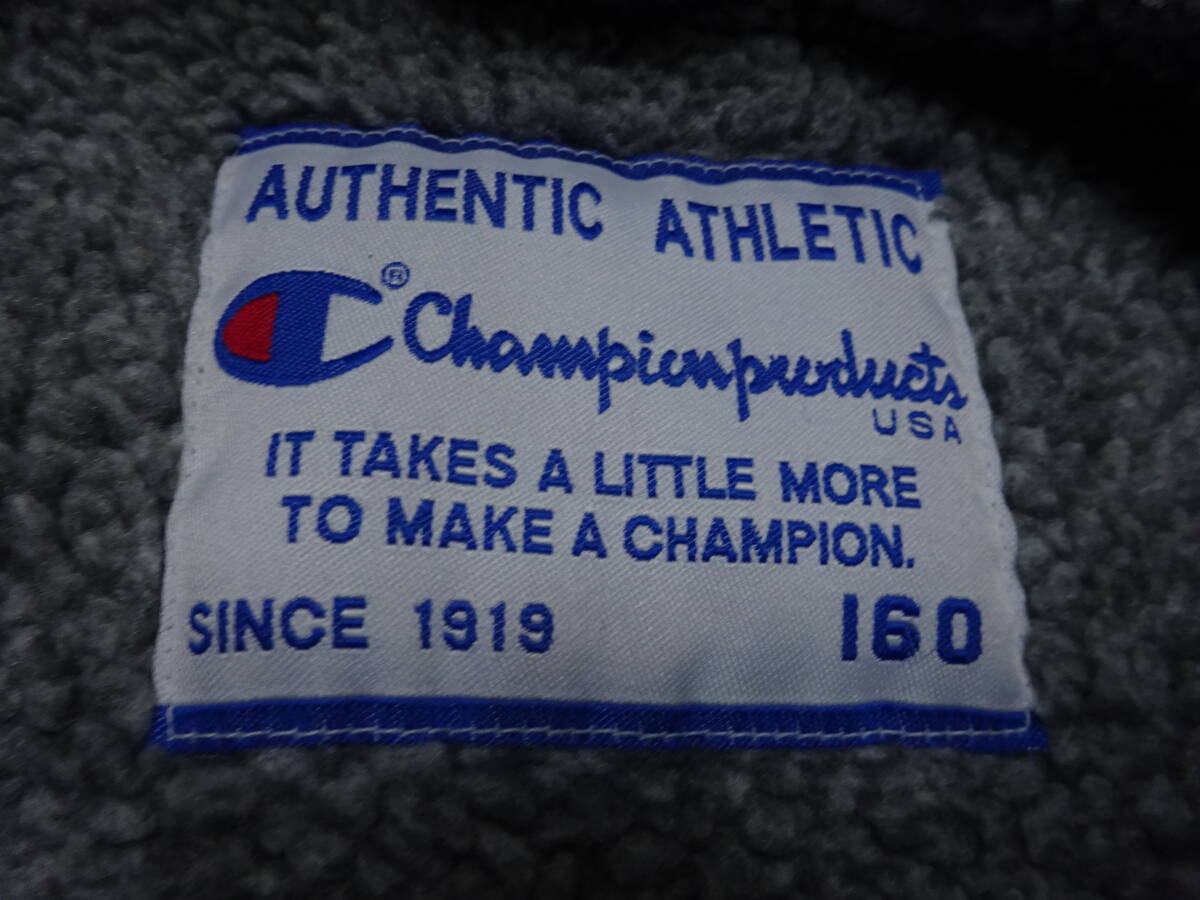 AUTHENTIC ATHLETIC
® Championproducts
USA
IT TAKES A LITTLE MORE
TO MAKE A CHAMPION.
SINCE 1919 160